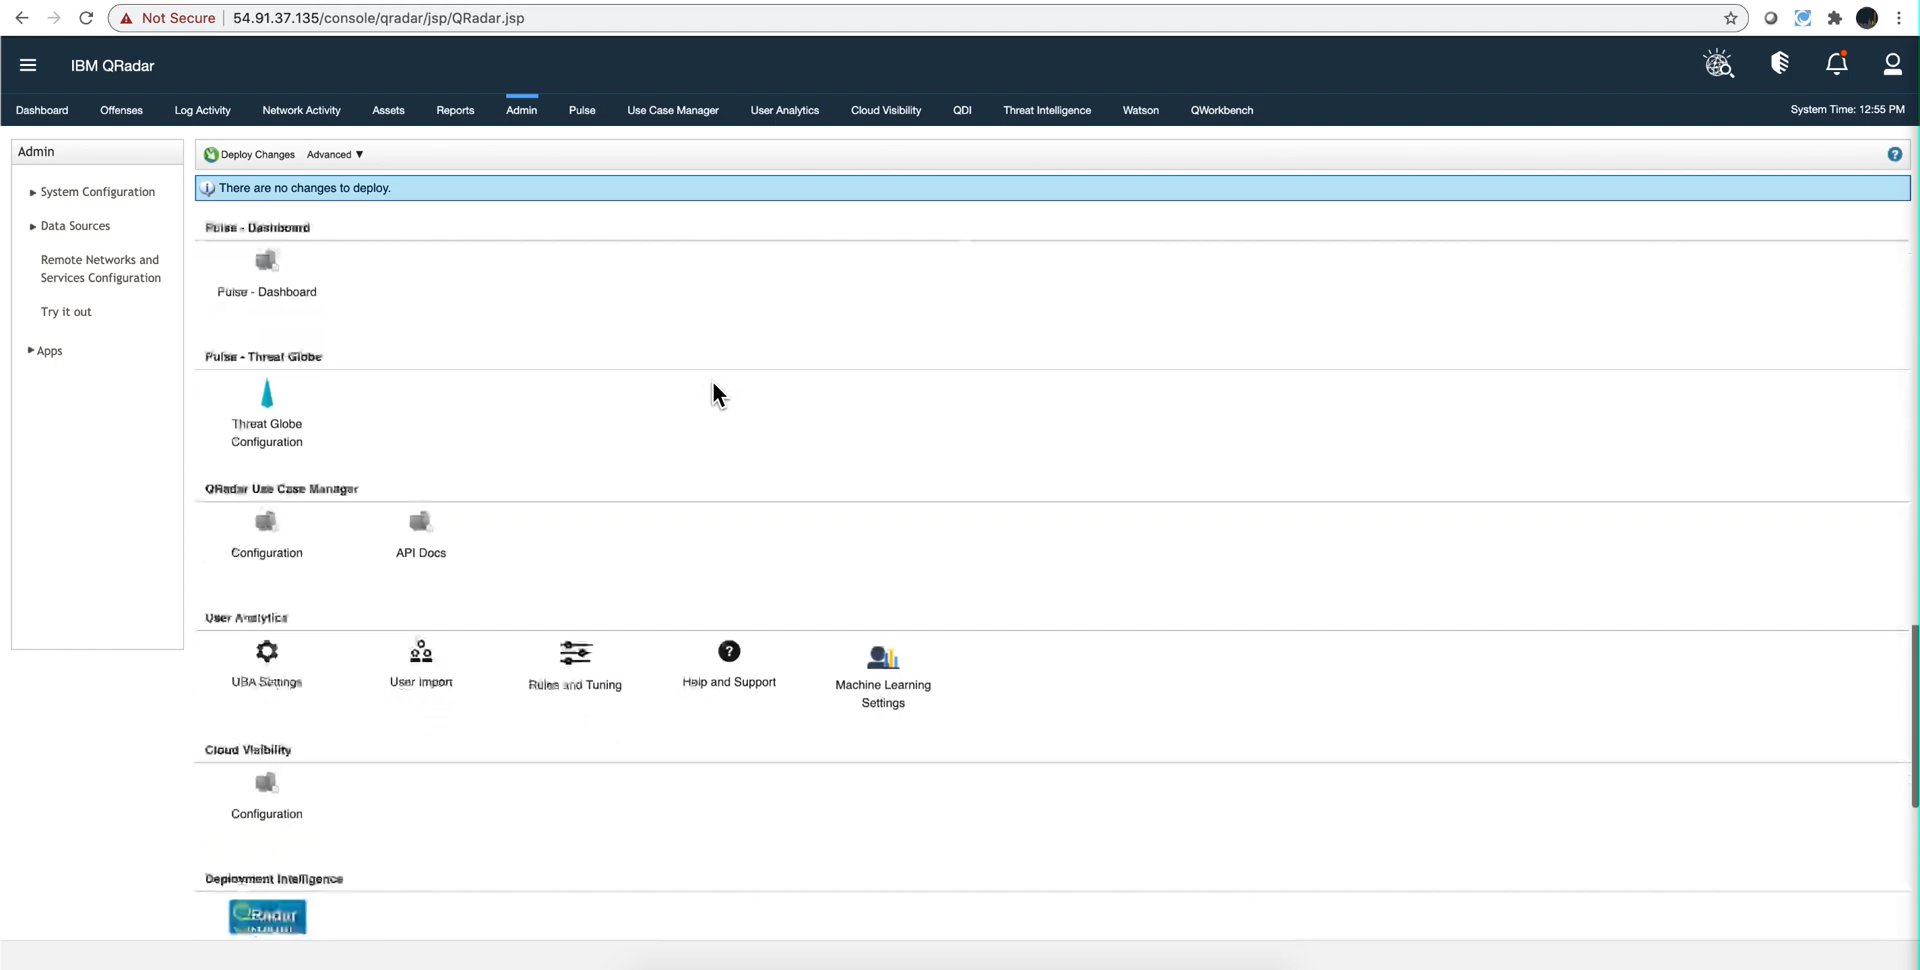 Not Secure 54.91.37.135/console/qradar/jsp/QRadar.jsp
IBM QRadar
Dashboard Offenses Log Activity Network Activity Assets Reports Admin Pulse Use Case Manager User Analytics Cloud Visibility QDI Threat Intelligence Watson QWorkbench System Time: 12:55 PM
Admin
System Configuration
Data Sources
Remote Networks and
Services Configuration
Try it out
Apps
Deploy Changes Advanced ▼
There are no changes to deploy.
Pulse - Dashboard
Pulse - Dashboard
Pulse - Threat Globe
Threat Globe
Configuration
QRadar Use Case Manager
Configuration API Docs
User Analytics
UBA Settings User Import Rules and Tuning Help and Support Machine Learning
Settings
Cloud Visibility
Configuration
Deployment Intelligence
QRadar